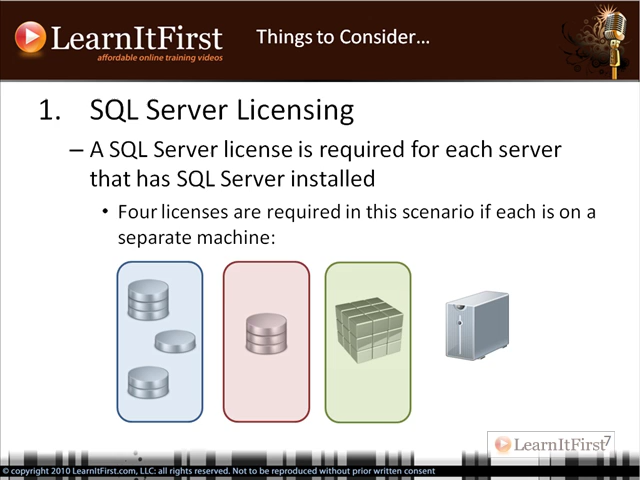 LearnItFirst
affordable online training videos
Things to Consider...
1. SQL Server Licensing
– A SQL Server license is required for each server
that has SQL Server installed
• Four licenses are required in this scenario if each is on a
separate machine:
LearnItFirst 7
© copyright 2010 LearnItFirst.com, LLC: all rights reserved. Not to be reproduced without prior written consent